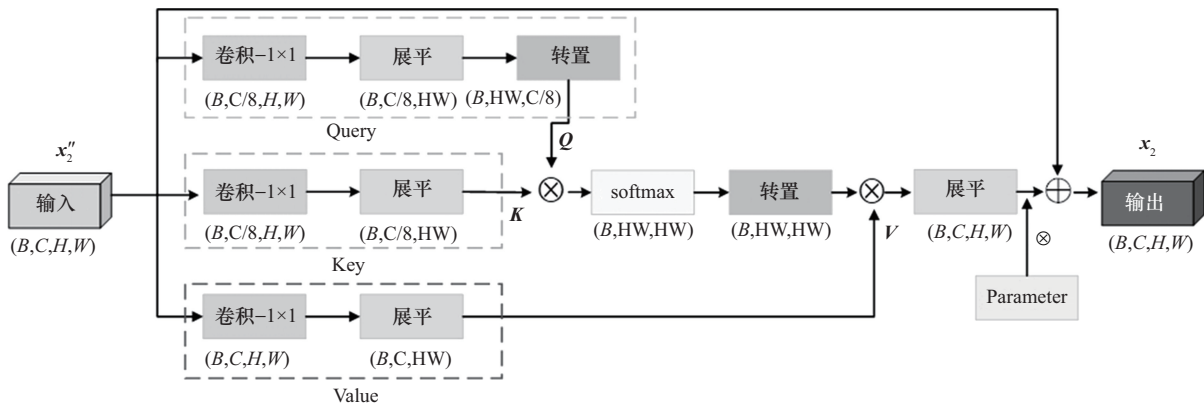 卷积–1×1 展平 转置
(B,C/8,H,W) (B,C/8,HW) (B,HW,C/8)
Query
Q
x₂″
输入
(B,C,H,W)
卷积–1×1 展平
(B,C/8,H,W) (B,C/8,HW)
Key
K
⊗
softmax 转置 ⊗ 展平 ⊕
(B,HW,HW) (B,HW,HW) V (B,C,H,W) ⊗
x₂
输出
(B,C,H,W)
Parameter
卷积–1×1 展平
(B,C,H,W) (B,C,HW)
Value